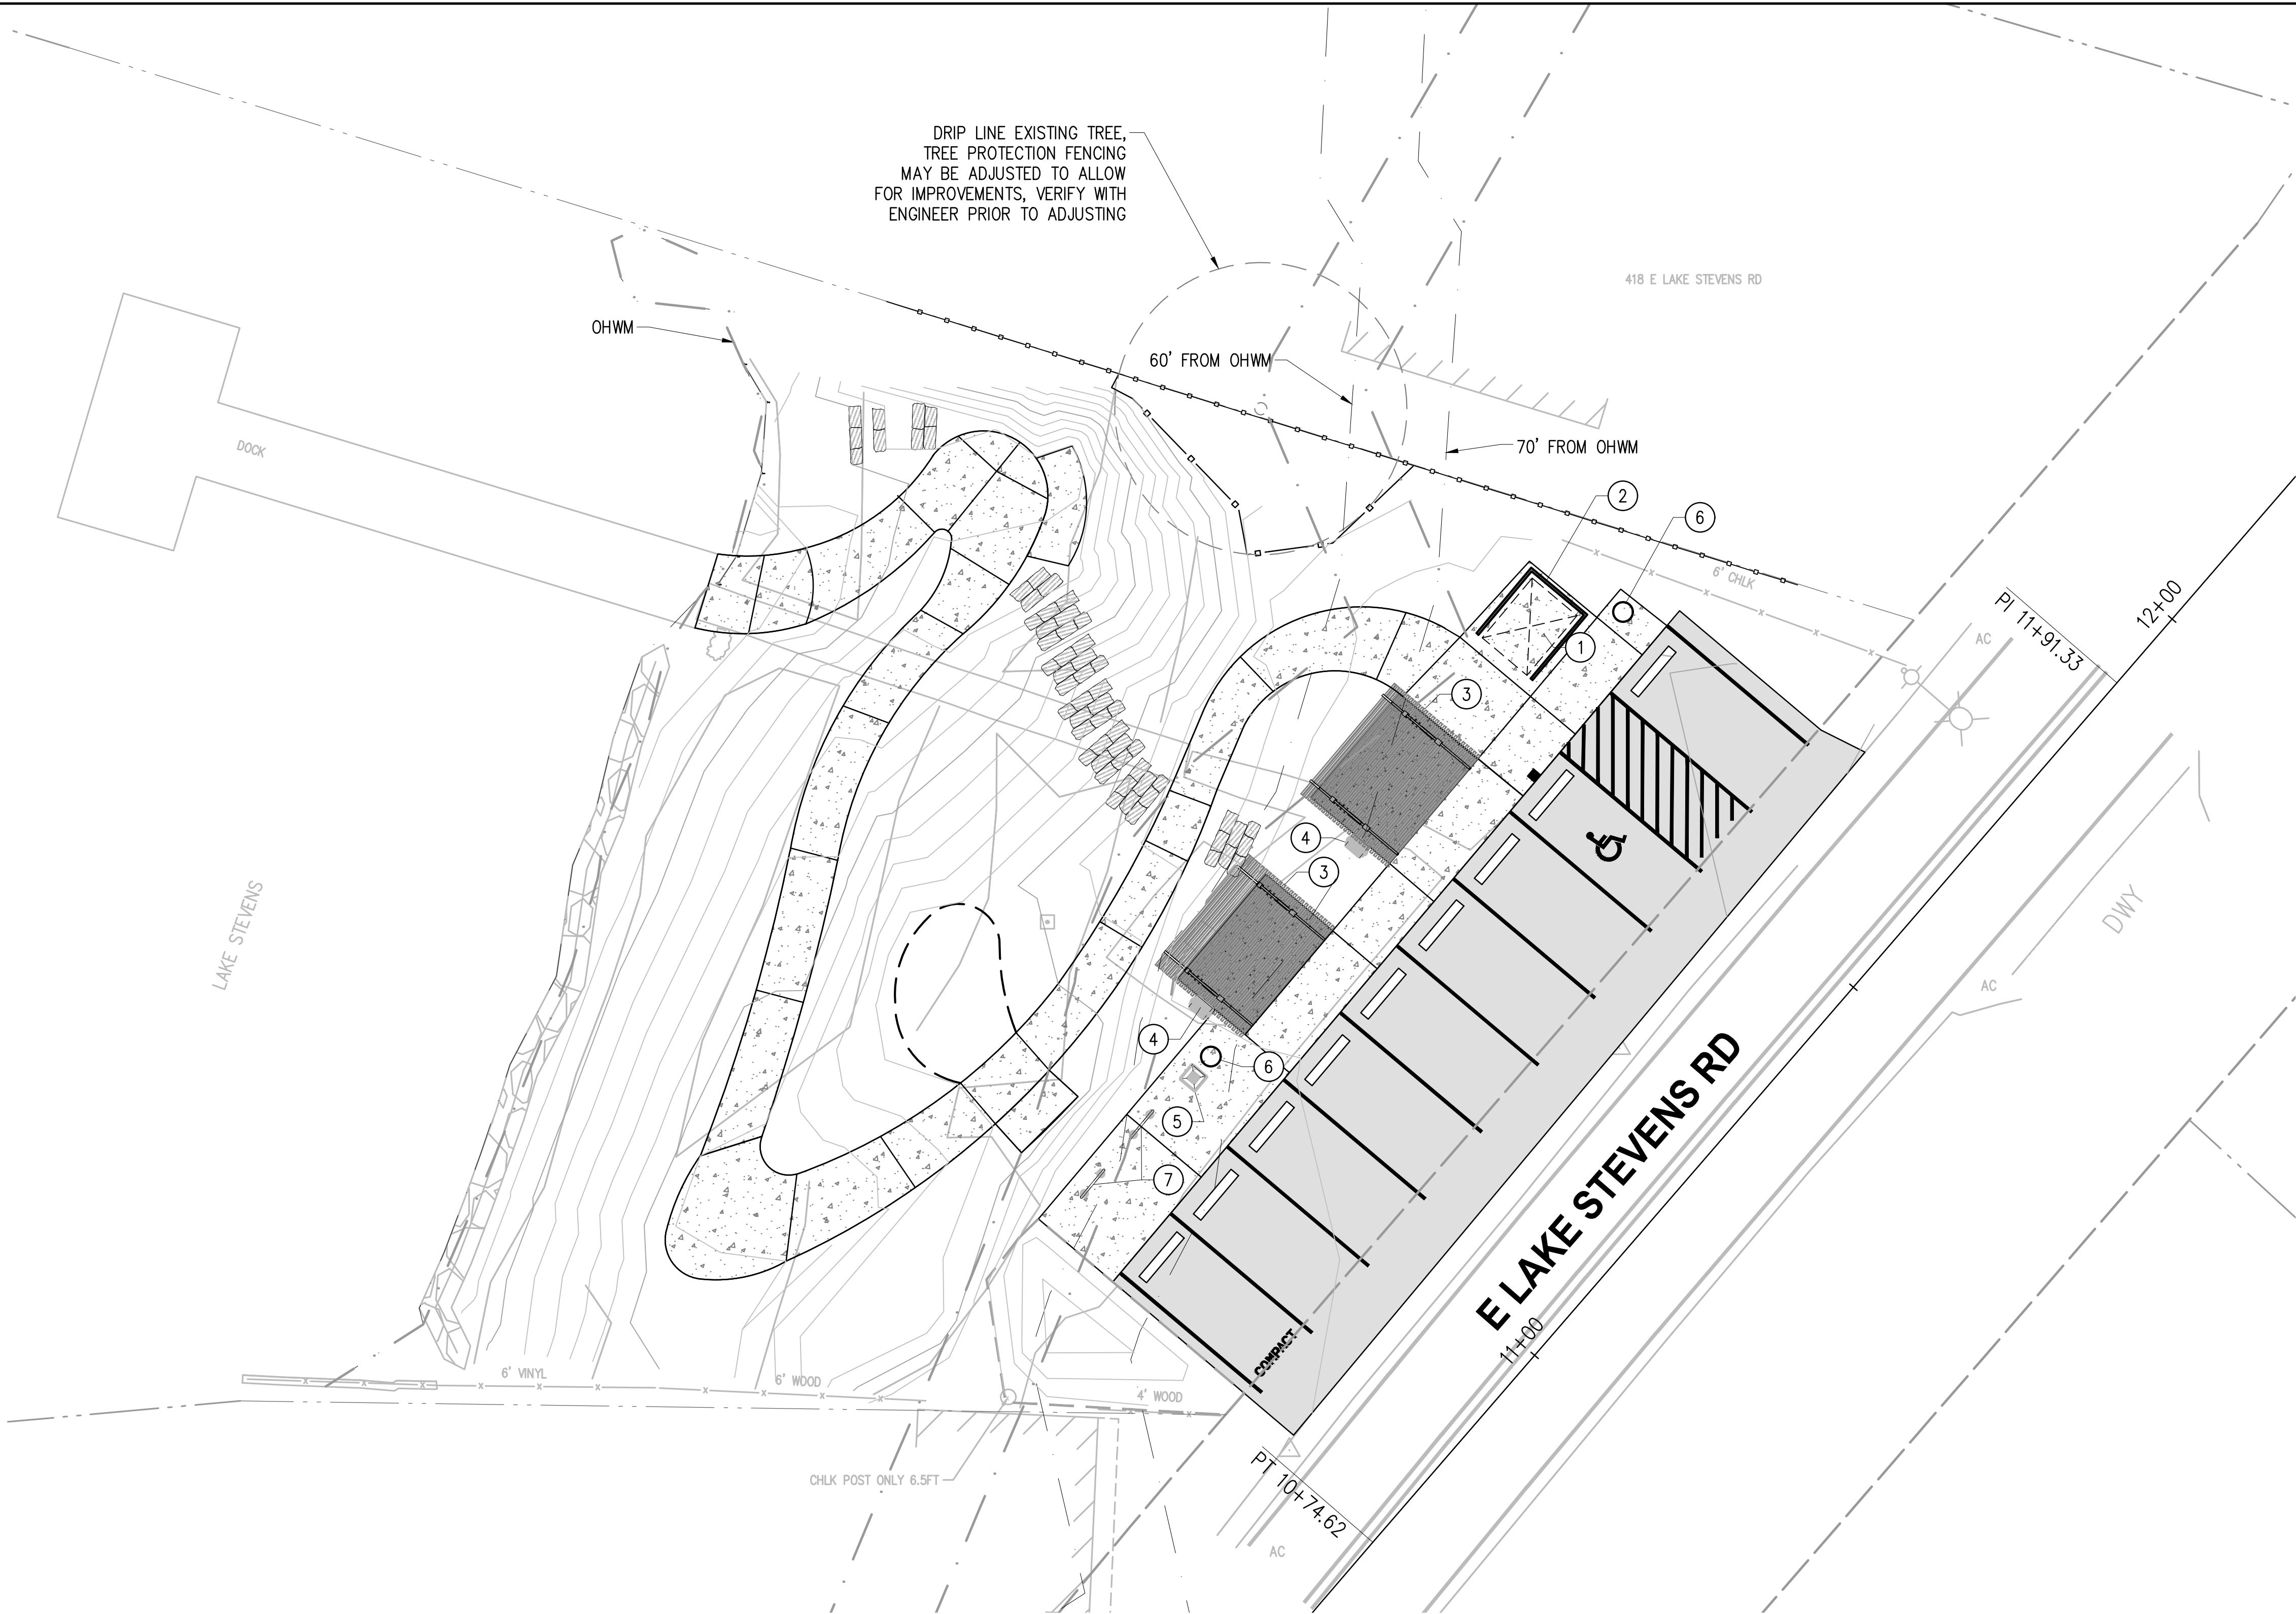 DRIP LINE EXISTING TREE,
TREE PROTECTION FENCING
MAY BE ADJUSTED TO ALLOW
FOR IMPROVEMENTS, VERIFY WITH
ENGINEER PRIOR TO ADJUSTING
418 E LAKE STEVENS RD
OHWM
60' FROM OHWM
70' FROM OHWM
DOCK
2
6
6' CHLK
1
PI 11+91.33
12+00
AC
3
4
3
LAKE STEVENS
DWY
AC
4
6
5
7
E LAKE STEVENS RD
11+00
COMPACT
6' VINYL
6' WOOD
4' WOOD
CHLK POST ONLY 6.5FT
PT 10+74.62
AC